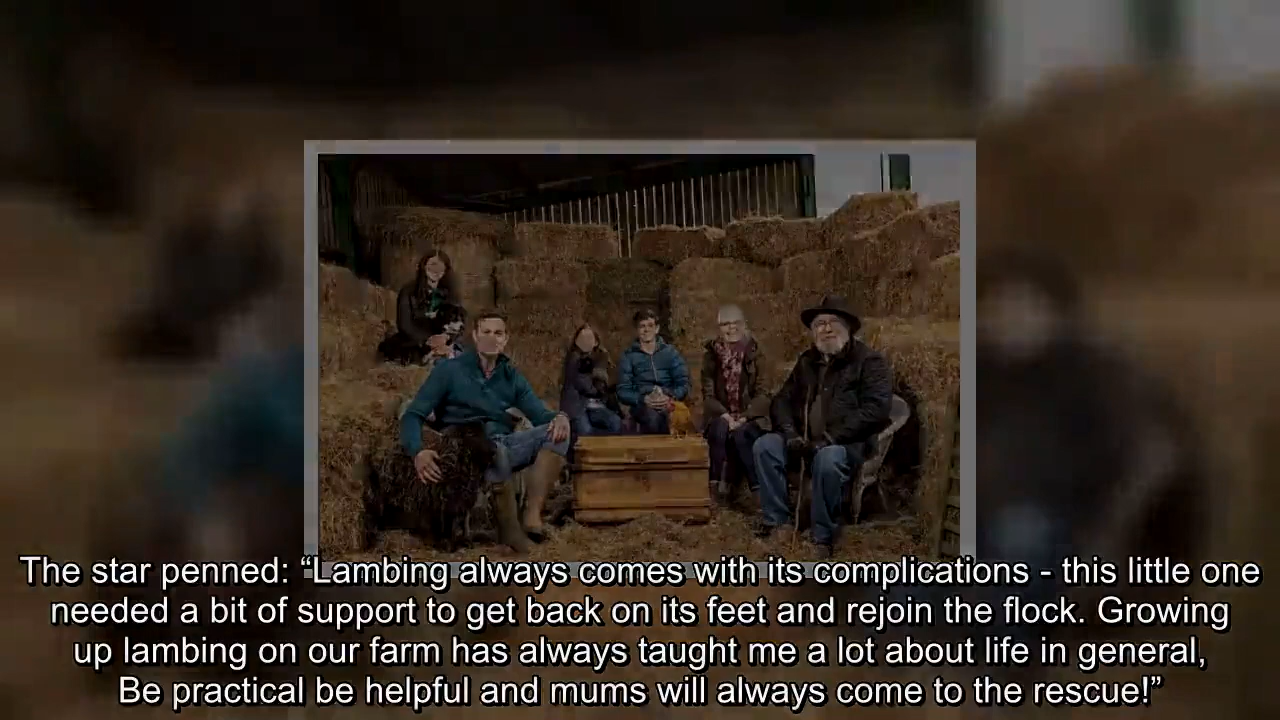 The star penned: “Lambing always comes with its complications - this little one
needed a bit of support to get back on its feet and rejoin the flock. Growing
up lambing on our farm has always taught me a lot about life in general,
Be practical be helpful and mums will always come to the rescue!”